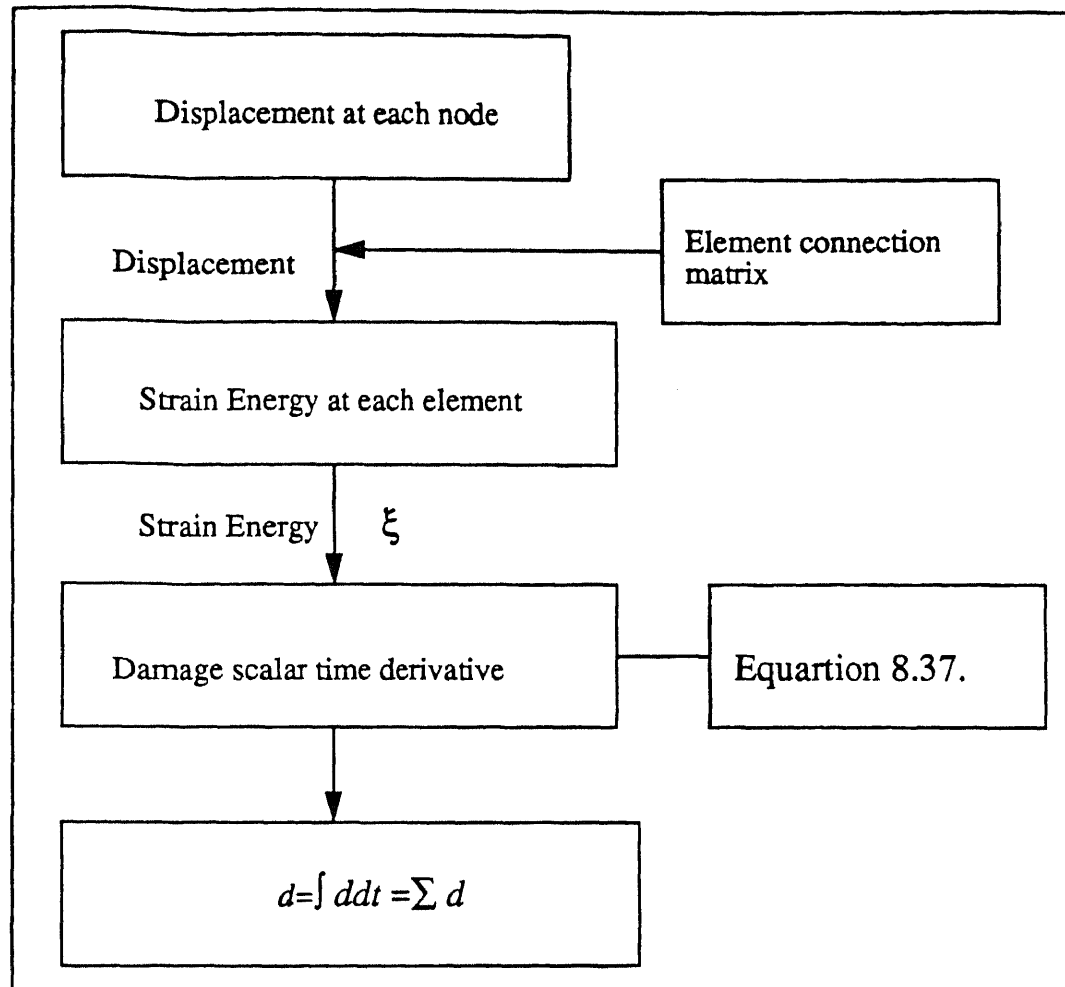 Displacement at each node
Displacement
Element connection
matrix
Strain Energy at each element
Strain Energy ξ
Damage scalar time derivative
Equartion 8.37.
d=∫ ddt =∑ d